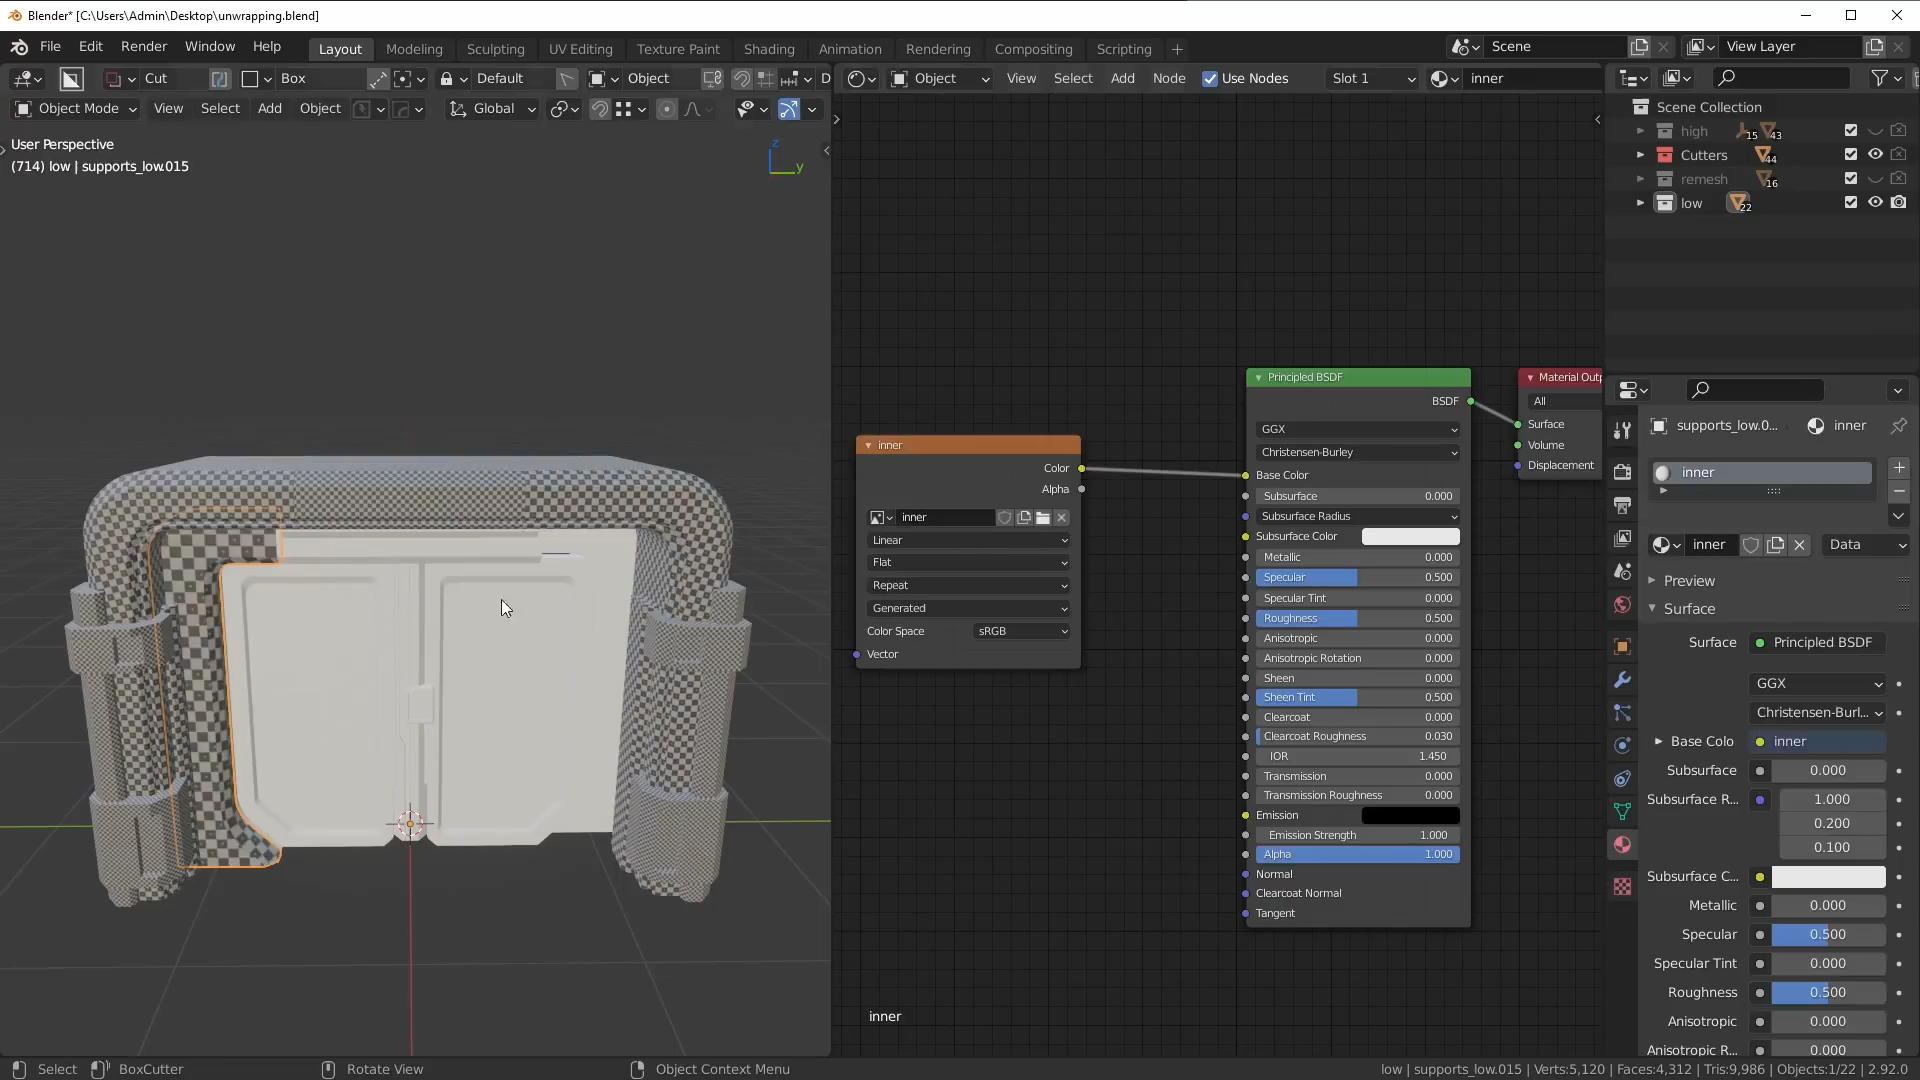 Blender* [C:\Users\Admin\Desktop\unwrapping.blend]
File Edit Render Window Help Layout Modeling Sculpting UV Editing Texture Paint Shading Animation Rendering Compositing Scripting Scene View Layer
Cut Box Default Object D Object View Select Add Node Use Nodes Slot 1 inner
Object Mode View Select Add Object Global
User Perspective
(714) low | supports_low.015
z
y
Scene Collection
high 15 43
Cutters 44
remesh 16
low 22
inner
Color
Alpha
inner
Linear
Flat
Repeat
Generated
Color Space sRGB
Vector
inner
Principled BSDF
BSDF
GGX
Christensen-Burley
Base Color
Subsurface 0.000
Subsurface Radius
Subsurface Color
Metallic 0.000
Specular 0.500
Specular Tint 0.000
Roughness 0.500
Anisotropic 0.000
Anisotropic Rotation 0.000
Sheen 0.000
Sheen Tint 0.500
Clearcoat 0.000
Clearcoat Roughness 0.030
IOR 1.450
Transmission 0.000
Transmission Roughness 0.000
Emission
Emission Strength 1.000
Alpha 1.000
Normal
Clearcoat Normal
Tangent
Material Outp
All
Surface
Volume
Displacement
supports_low.0... inner
inner
inner Data
Preview
Surface
Surface Principled BSDF
GGX
Christensen-Burl...
Base Colo inner
Subsurface 0.000
Subsurface R... 1.000
0.200
0.100
Subsurface C...
Metallic 0.000
Specular 0.500
Specular Tint 0.000
Roughness 0.500
Anisotropic 0.000
Anisotropic R... 0.000
Select BoxCutter Rotate View Object Context Menu low | supports_low.015 | Verts:5,120 | Faces:4,312 | Tris:9,986 | Objects:1/22 | 2.92.0